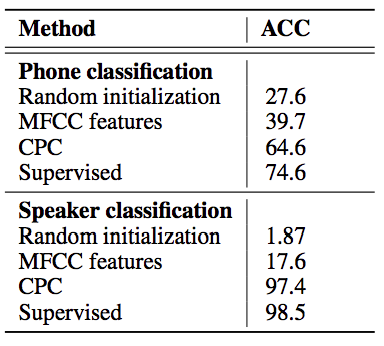 Method ACC
Phone classification
Random initialization 27.6
MFCC features 39.7
CPC 64.6
Supervised 74.6
Speaker classification
Random initialization 1.87
MFCC features 17.6
CPC 97.4
Supervised 98.5